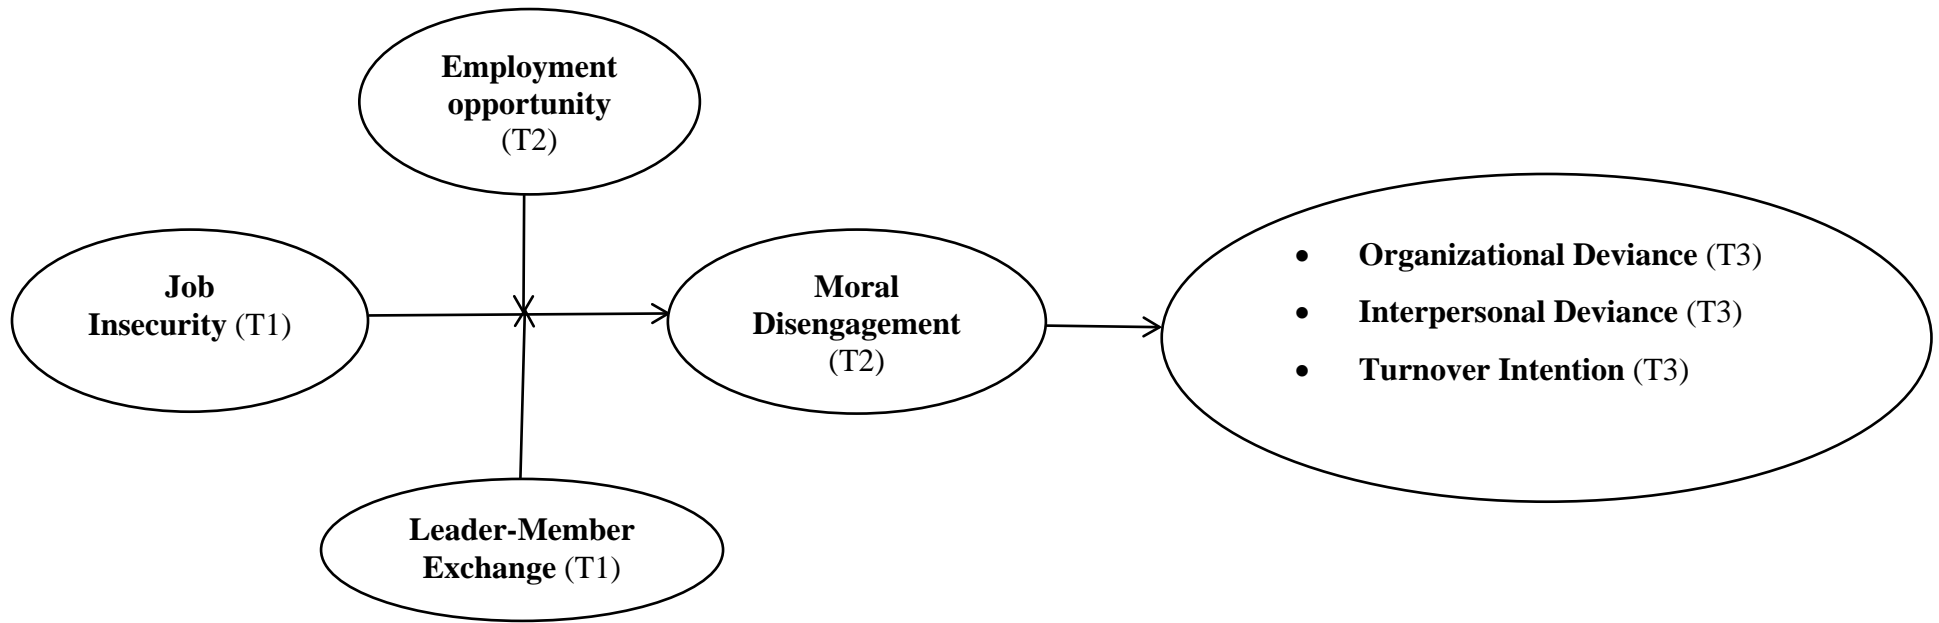 Employment
opportunity
(T2)
Job
Insecurity (T1)
Moral
Disengagement
(T2)
Leader-Member
Exchange (T1)
• Organizational Deviance (T3)
• Interpersonal Deviance (T3)
• Turnover Intention (T3)